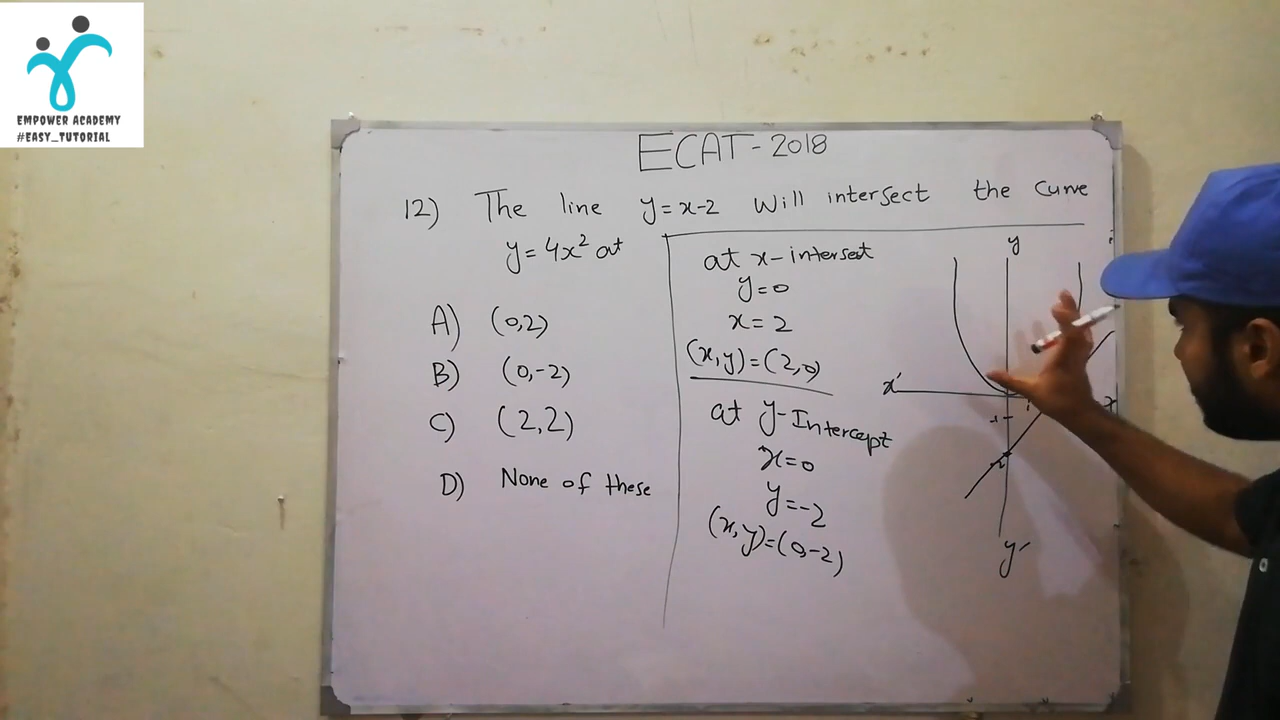 EMPOWER ACADEMY
#EASY_TUTORIAL
ECAT-2018
12) The line y=x-2 will intersect the curve
y=4x² at
A) (0,2)
B) (0,-2)
C) (2,2)
D) None of these
at x-intersect
y=0
x=2
(x,y)=(2,0)
at y-Intercept
x=0
y=-2
(x,y)=(0,-2)
y
x'
x
y'